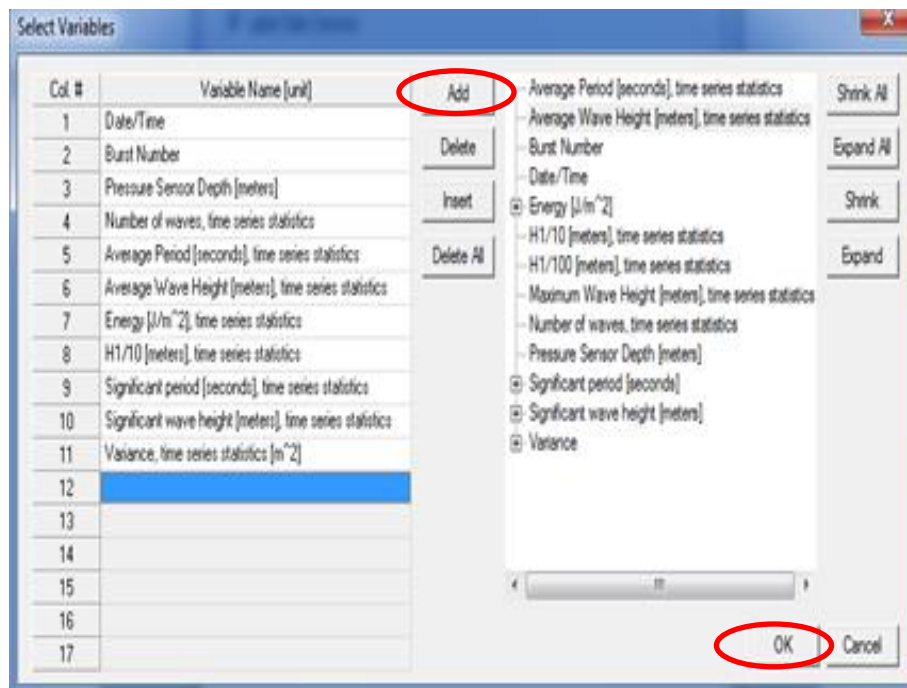 Select Variables
Col. # Variable Name [unit]
1 Date/Time
2 Burst Number
3 Pressure Sensor Depth [meters]
4 Number of waves, time series statistics
5 Average Period [seconds], time series statistics
6 Average Wave Height [meters], time series statistics
7 Energy [J/m^2], time series statistics
8 H1/10 [meters], time series statistics
9 Significant period [seconds], time series statistics
10 Significant wave height [meters], time series statistics
11 Variance, time series statistics [m^2]
12
13
14
15
16
17
Add
Delete
Insert
Delete All
Average Period [seconds], time series statistics
Average Wave Height [meters], time series statistics
Burst Number
Date/Time
Energy [J/m^2]
H1/10 [meters], time series statistics
H1/100 [meters], time series statistics
Maximum Wave Height [meters], time series statistics
Number of waves, time series statistics
Pressure Sensor Depth [meters]
Significant period [seconds]
Significant wave height [meters]
Variance
Shrink All
Expand All
Shrink
Expand
OK Cancel